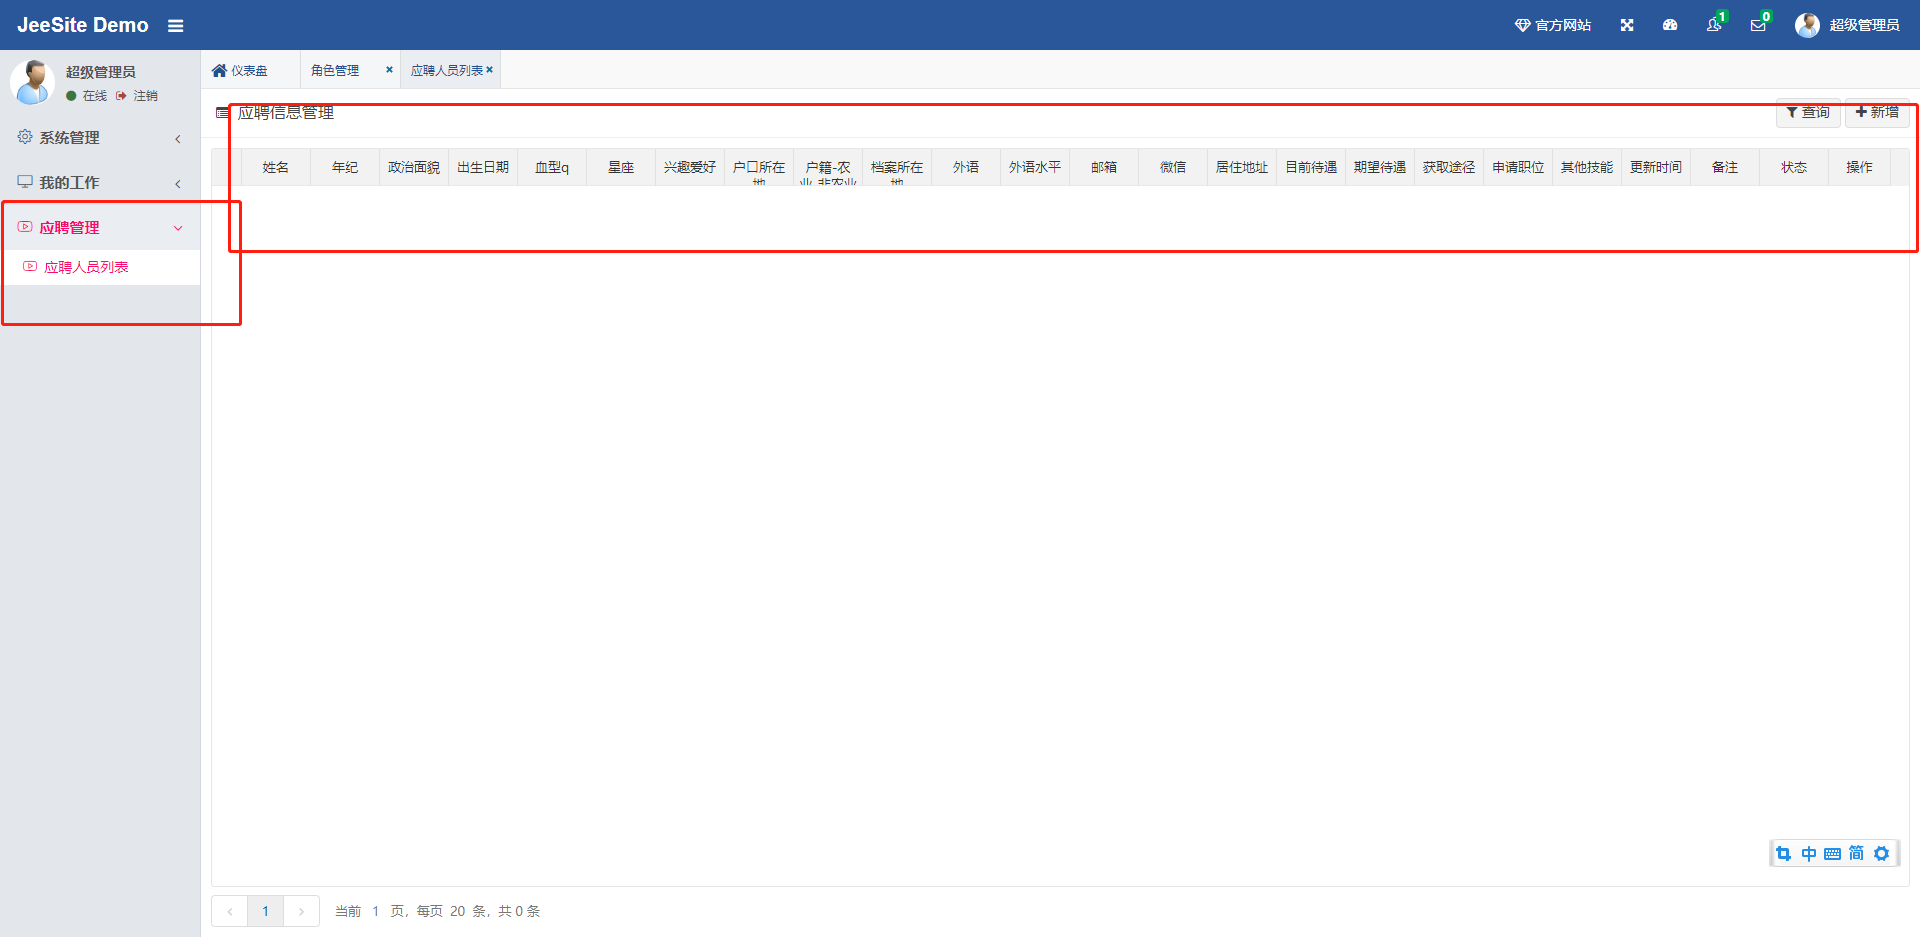 JeeSite Demo
官方网站
1
0
超级管理员
超级管理员
在线 注销
仪表盘
角色管理
应聘人员列表
系统管理
我的工作
应聘管理
应聘人员列表
应聘信息管理
查询
新增
姓名 年纪 政治面貌 出生日期 血型q 星座 兴趣爱好 户口所在地 户籍-农业-非农业 档案所在地 外语 外语水平 邮箱 微信 居住地址 目前待遇 期望待遇 获取途径 申请职位 其他技能 更新时间 备注 状态 操作
中 简
1 当前 1 页，每页 20 条，共 0 条